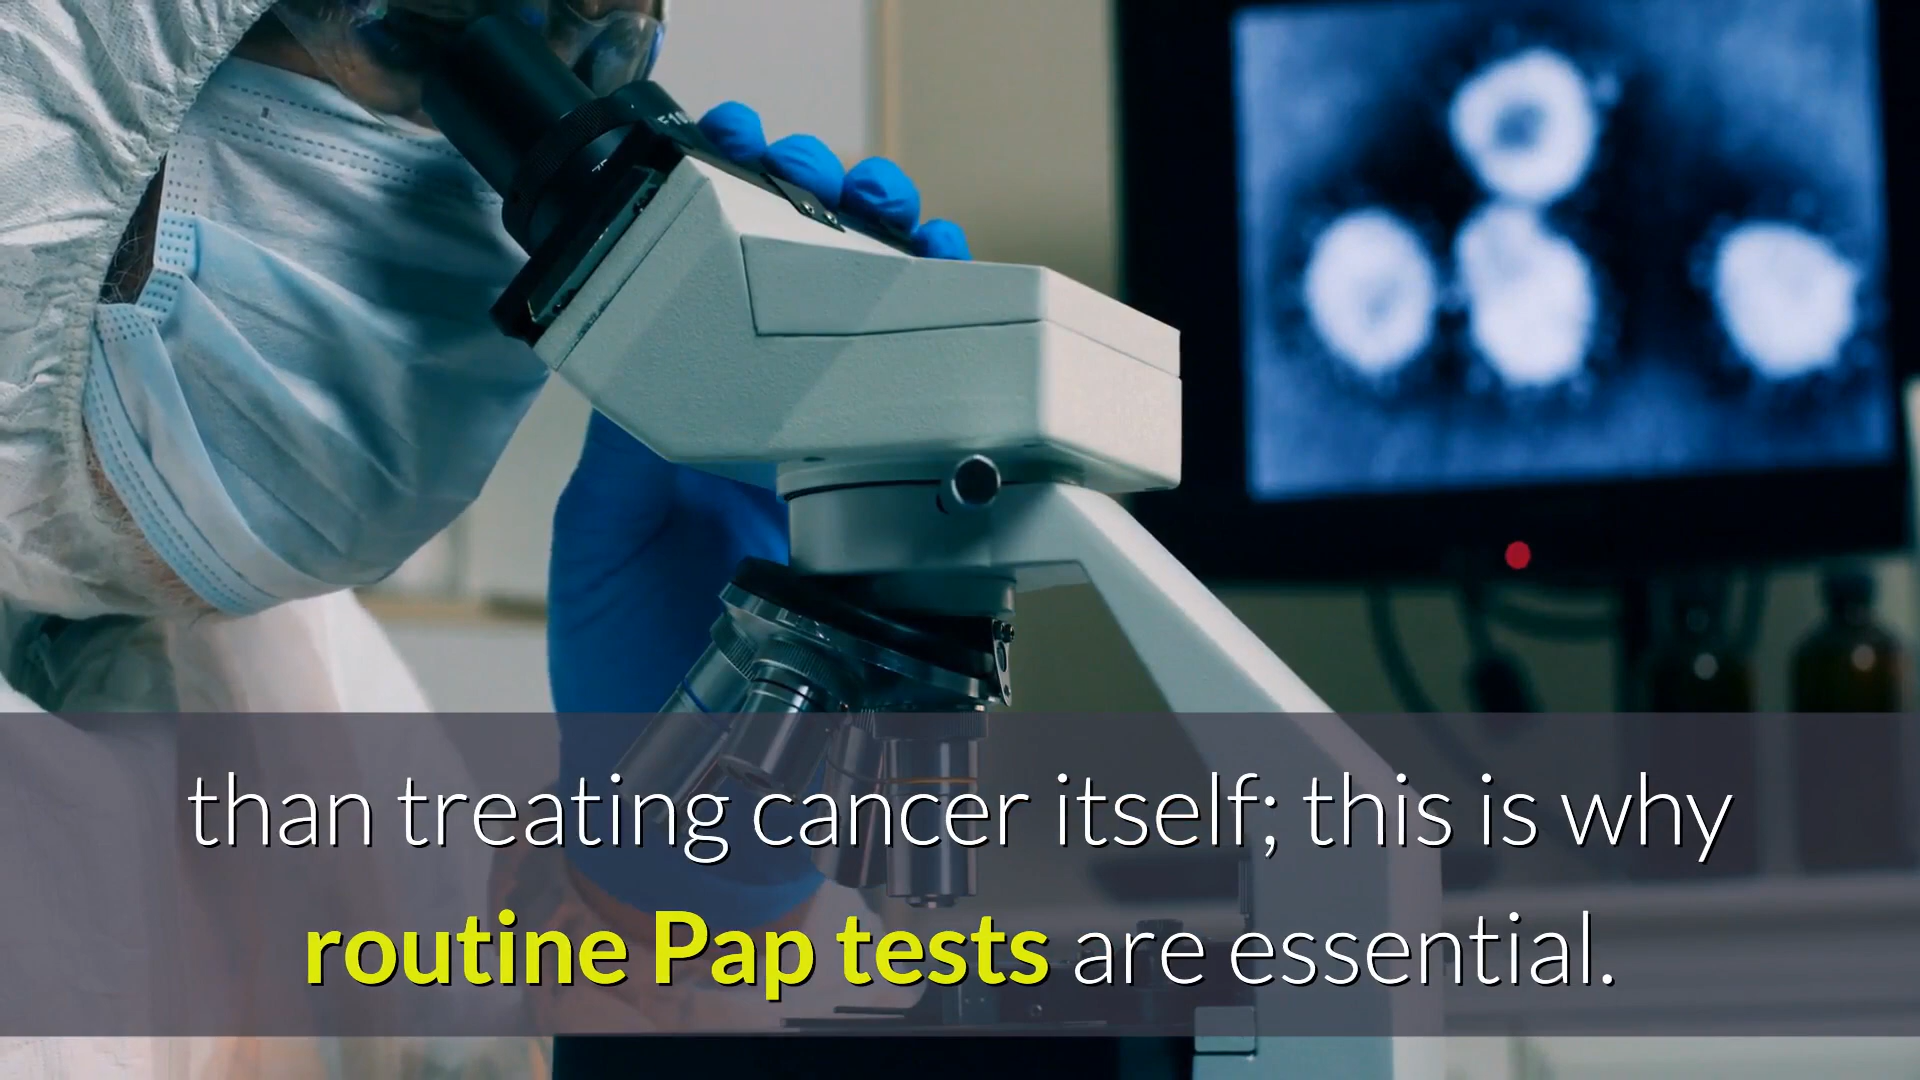 than treating cancer itself; this is why
routine Pap tests are essential.